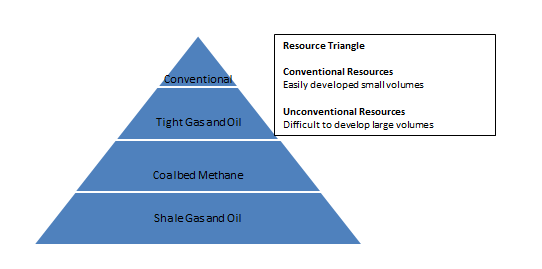 Resource Triangle
Conventional Resources
Easily developed small volumes
Unconventional Resources
Difficult to develop large volumes
Conventional
Tight Gas and Oil
Coalbed Methane
Shale Gas and Oil